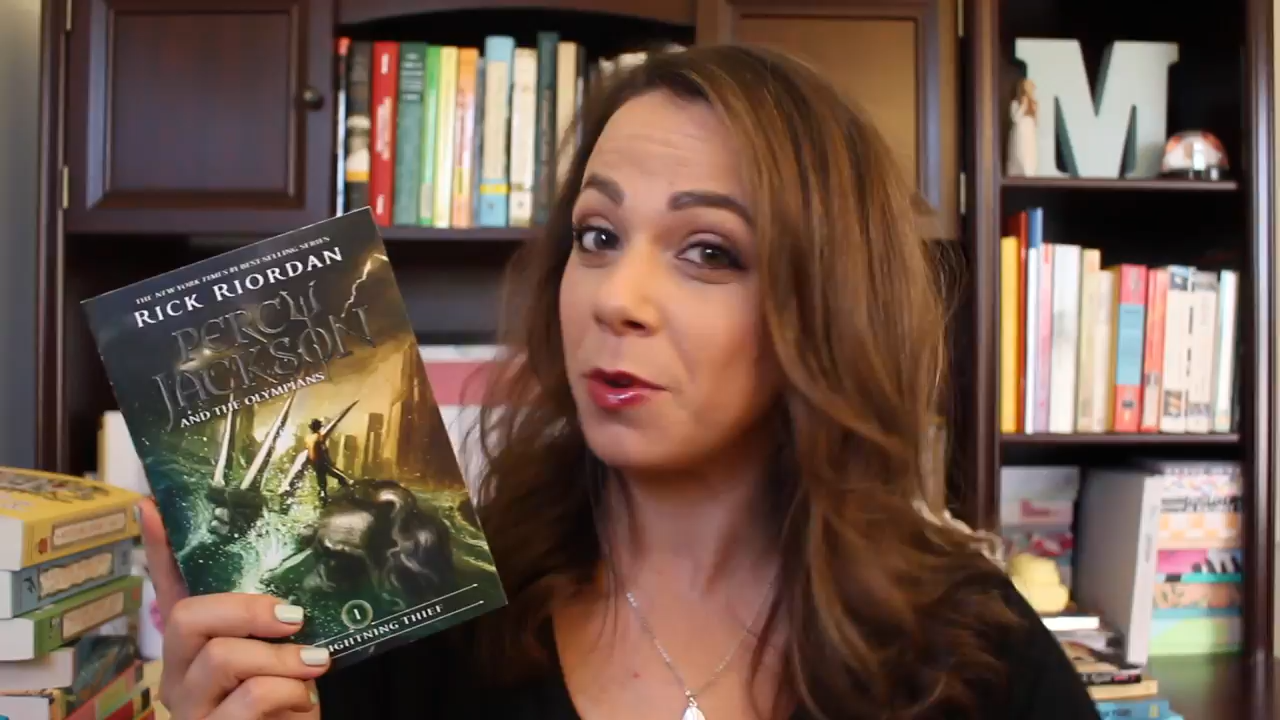 THE NEW YORK TIMES #1 BEST-SELLING SERIES
RICK RIORDAN
PERCY
JACKSON
AND THE OLYMPIANS
1
LIGHTNING THIEF
M